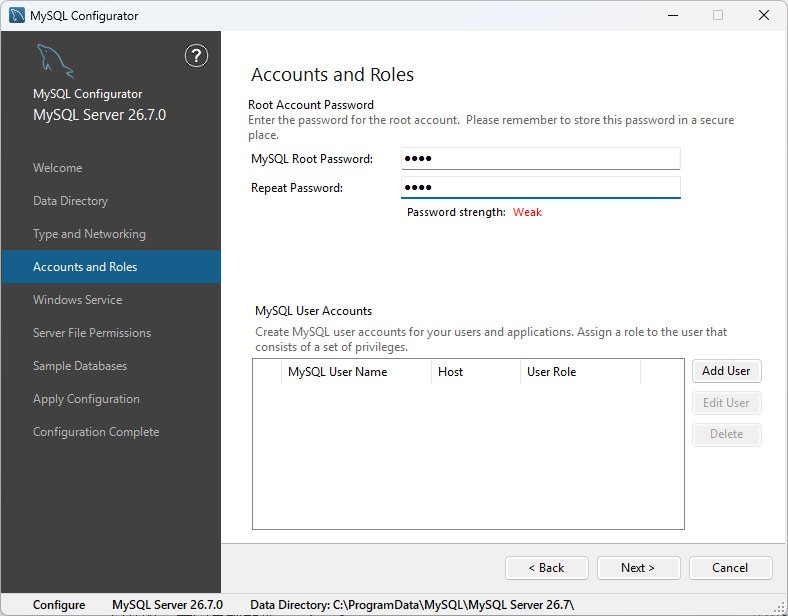 MySQL Configurator
?
MySQL Configurator
MySQL Server 26.7.0
Welcome
Data Directory
Type and Networking
Accounts and Roles
Windows Service
Server File Permissions
Sample Databases
Apply Configuration
Configuration Complete
Accounts and Roles
Root Account Password
Enter the password for the root account.  Please remember to store this password in a secure
place.
MySQL Root Password: ●●●●
Repeat Password: ●●●●
Password strength: Weak
MySQL User Accounts
Create MySQL user accounts for your users and applications. Assign a role to the user that
consists of a set of privileges.
MySQL User Name Host User Role
Add User
Edit User
Delete
< Back Next > Cancel
Configure MySQL Server 26.7.0 Data Directory: C:\ProgramData\MySQL\MySQL Server 26.7\